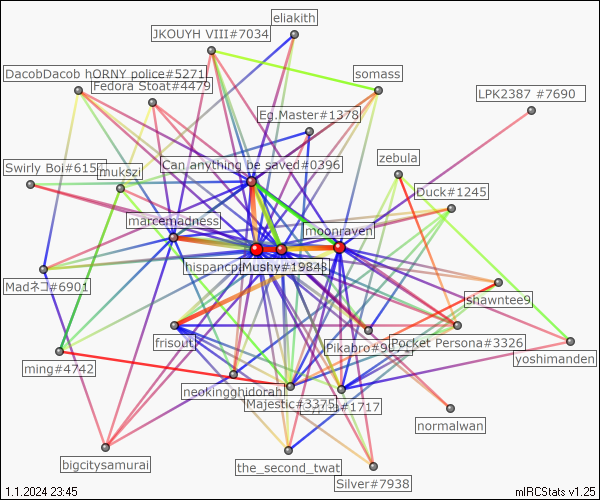 eliakith
JKOUYH VIII#7034
DacobDacob hORNY police#5271
somass
Fedora Stoat#4479
LPK2387 #7690
Eg.Master#1378
zebula
Can anything be saved#0396
Swirly Boi#615
mukszi
Duck#1245
marcemadness
moonraven
hispancp
Mushy#1984
Madネコ#6901
shawntee9
frisout
Pikabro#9
Pocket Persona#3326
yoshimanden
ming#4742
neokingghidorah
Majestic#3375
#1717
normalwan
bigcitysamurai
the_second_twat
Silver#7938
1.1.2024 23:45
mIRCStats v1.25